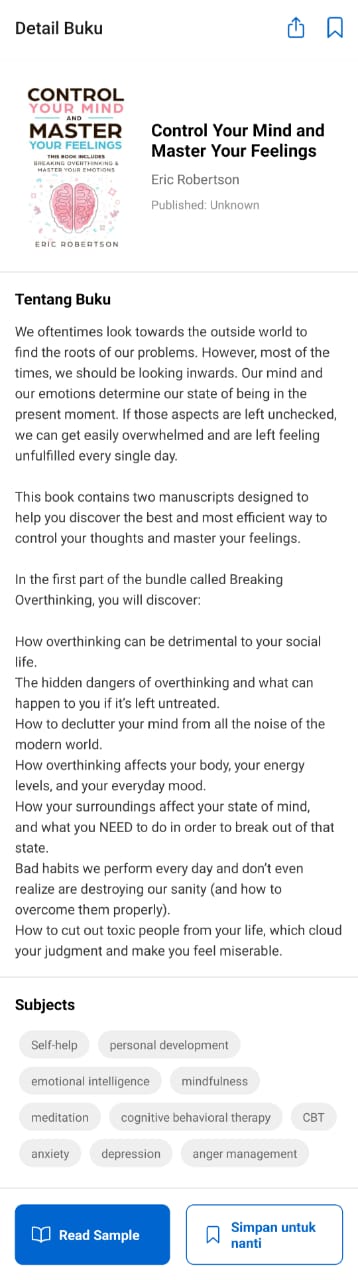 Detail Buku
CONTROL
YOUR MIND
AND
MASTER
YOUR FEELINGS
THIS BOOK INCLUDES
BREAKING OVERTHINKING &
MASTER YOUR EMOTIONS
ERIC ROBERTSON
Control Your Mind and
Master Your Feelings
Eric Robertson
Published: Unknown
Tentang Buku
We oftentimes look towards the outside world to
find the roots of our problems. However, most of the
times, we should be looking inwards. Our mind and
our emotions determine our state of being in the
present moment. If those aspects are left unchecked,
we can get easily overwhelmed and are left feeling
unfulfilled every single day.
This book contains two manuscripts designed to
help you discover the best and most efficient way to
control your thoughts and master your feelings.
In the first part of the bundle called Breaking
Overthinking, you will discover:
How overthinking can be detrimental to your social
life.
The hidden dangers of overthinking and what can
happen to you if it’s left untreated.
How to declutter your mind from all the noise of the
modern world.
How overthinking affects your body, your energy
levels, and your everyday mood.
How your surroundings affect your state of mind,
and what you NEED to do in order to break out of that
state.
Bad habits we perform every day and don’t even
realize are destroying our sanity (and how to
overcome them properly).
How to cut out toxic people from your life, which cloud
your judgment and make you feel miserable.
Subjects
Self-help personal development
emotional intelligence mindfulness
meditation cognitive behavioral therapy CBT
anxiety depression anger management
Read Sample
Simpan untuk
nanti